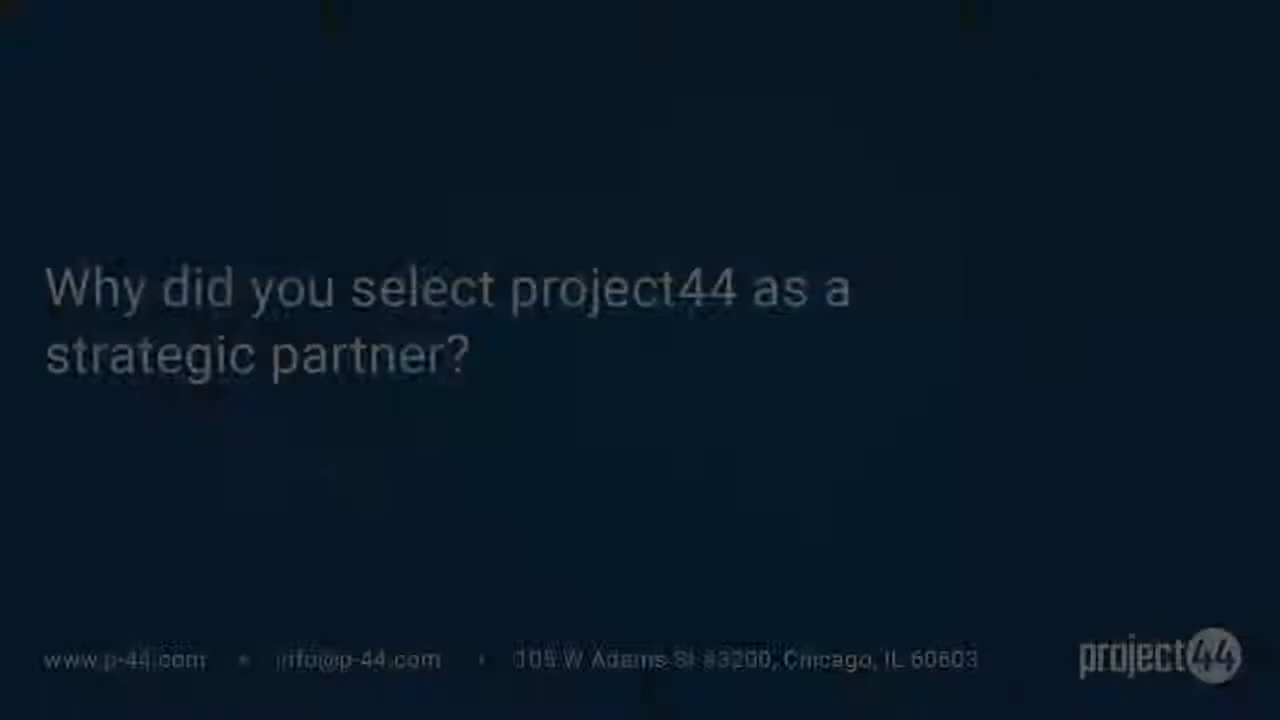 Why did you select project44 as a
strategic partner?
www.p-44.com • info@p-44.com • 105 W Adams St #3200, Chicago, IL 60603
project44